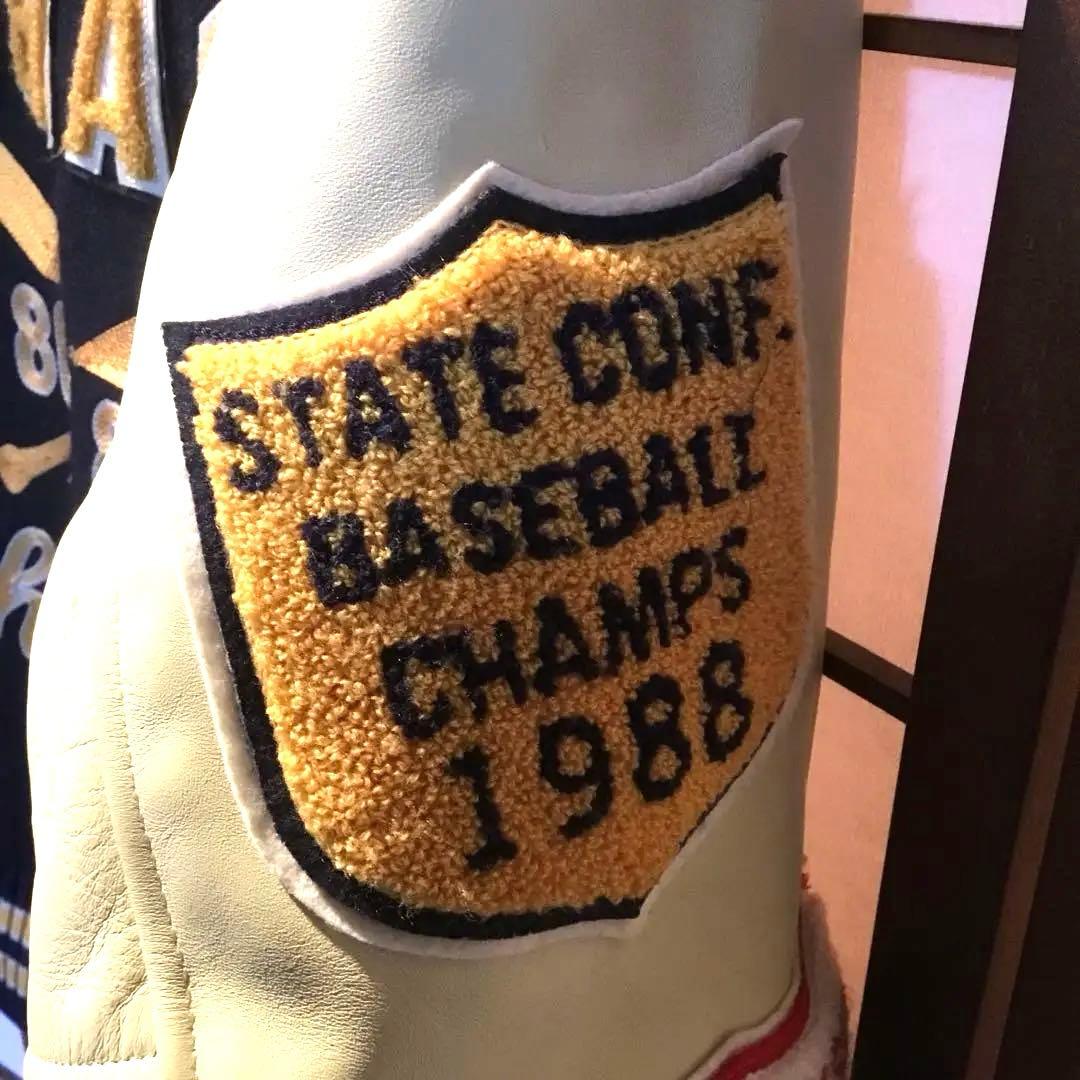 STATE CONF.
BASEBALL
CHAMPS
1988